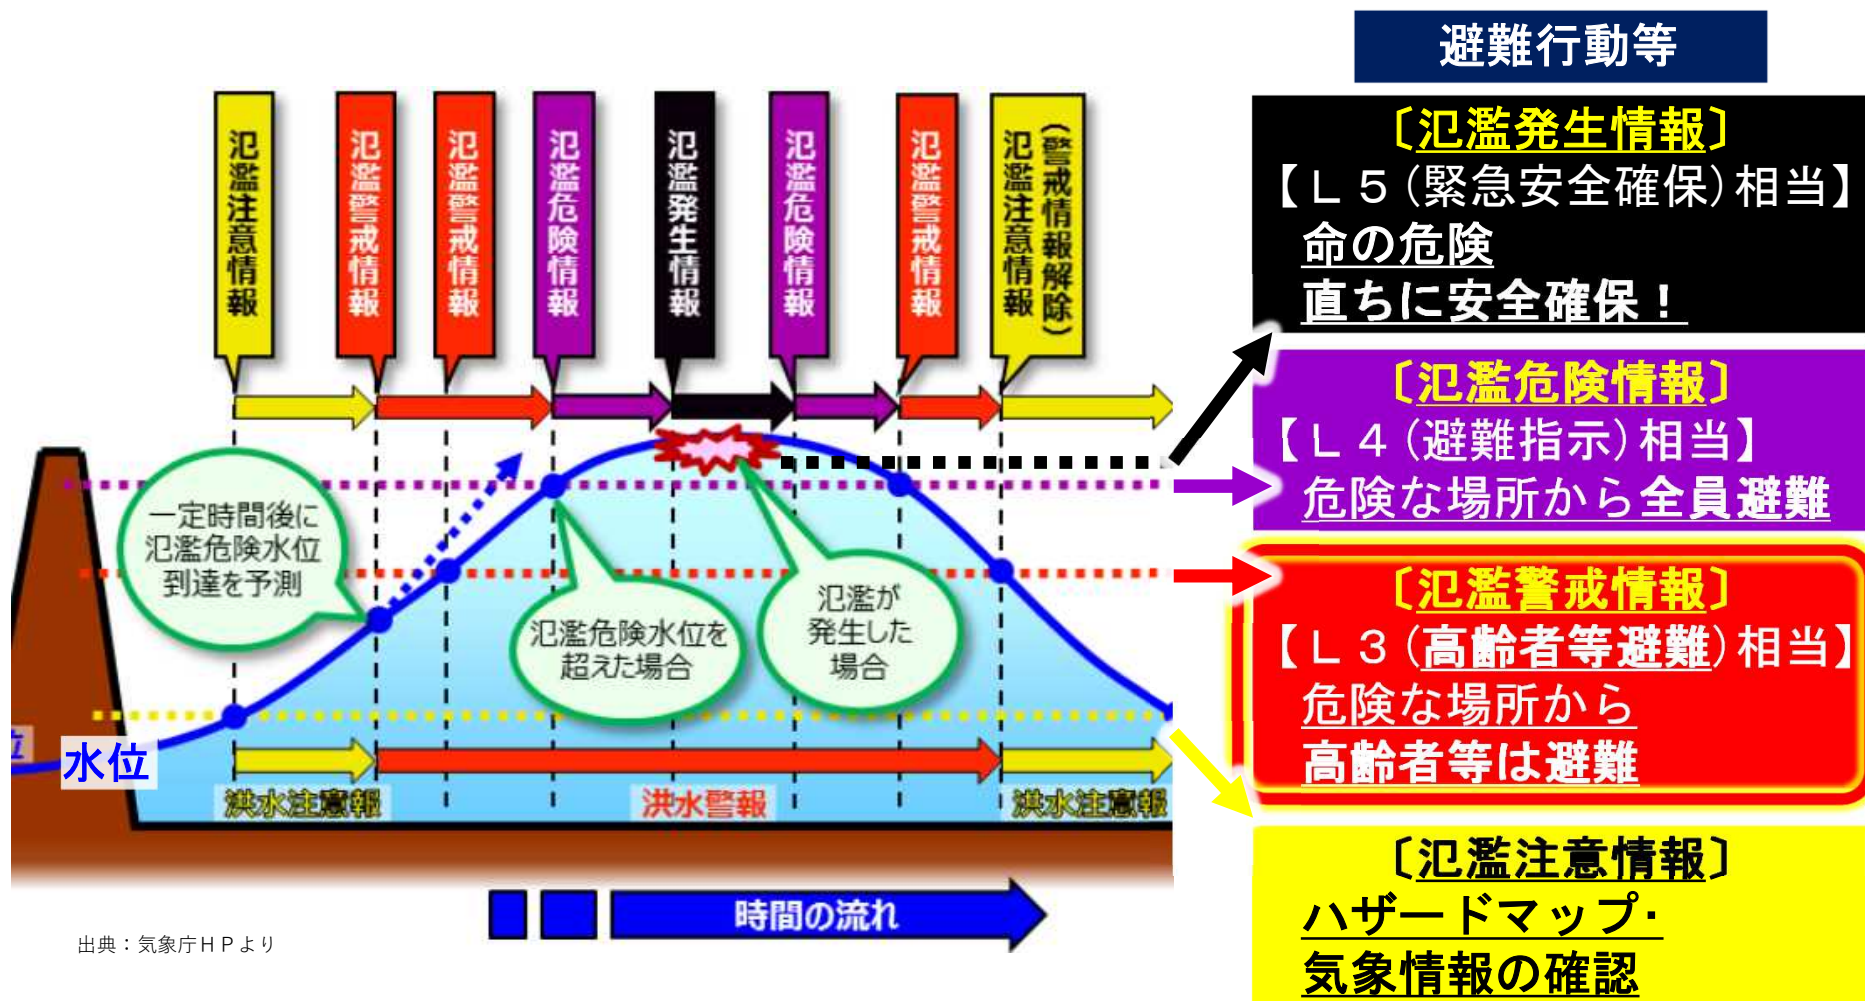 避難行動等
氾濫注意情報
氾濫警戒情報
氾濫警戒情報
氾濫危険情報
氾濫発生情報
氾濫危険情報
氾濫警戒情報
(警戒情報解除)
氾濫注意情報
一定時間後に
氾濫危険水位
到達を予測
氾濫危険水位を
超えた場合
氾濫が
発生した
場合
位
水位
洪水注意報
洪水警報
洪水注意報
時間の流れ
出典：気象庁ＨＰより
〔氾濫発生情報〕
【Ｌ５(緊急安全確保)相当】
命の危険
直ちに安全確保！
〔氾濫危険情報〕
【Ｌ４(避難指示)相当】
危険な場所から全員避難
〔氾濫警戒情報〕
【Ｌ３(高齢者等避難)相当】
危険な場所から
高齢者等は避難
〔氾濫注意情報〕
ハザードマップ・
気象情報の確認